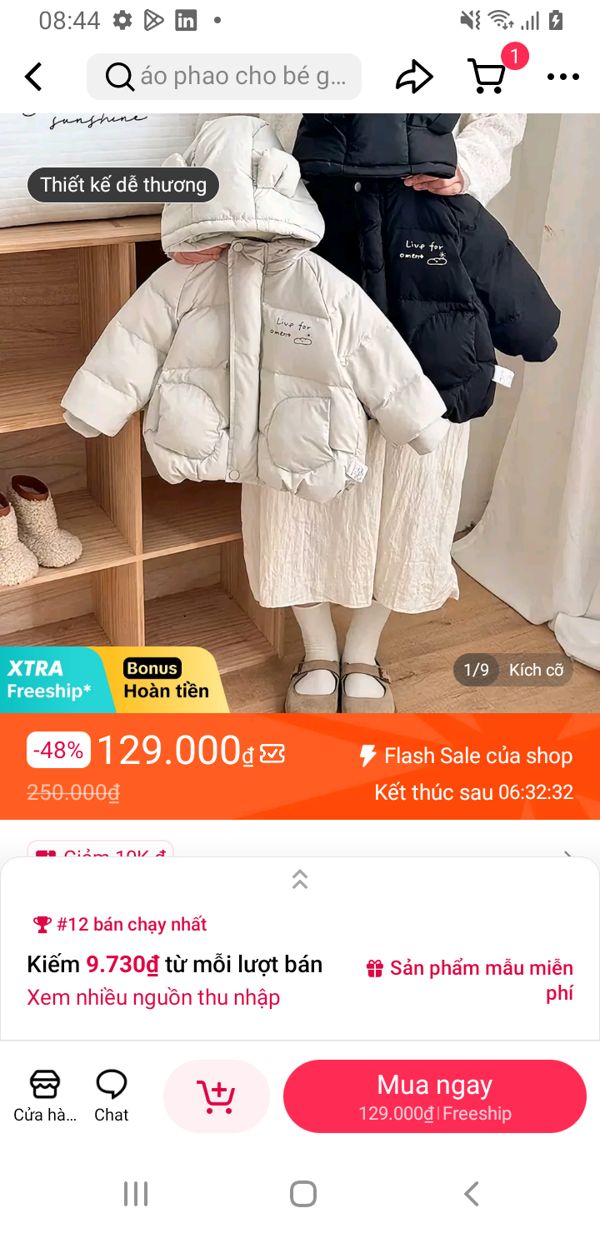 08:44
áo phao cho bé g...
1
sunshine
Thiết kế dễ thương
Live for
oment
Live for
oment
XTRA
Freeship*
Bonus
Hoàn tiền
1/9 Kích cỡ
-48% 129.000đ
Flash Sale của shop
250.000₫
Kết thúc sau 06:32:32
Giảm 10K đ
#12 bán chạy nhất
Kiếm 9.730₫ từ mỗi lượt bán
Xem nhiều nguồn thu nhập
Sản phẩm mẫu miễn
phí
Cửa hà...
Chat
Mua ngay
129.000₫|Freeship